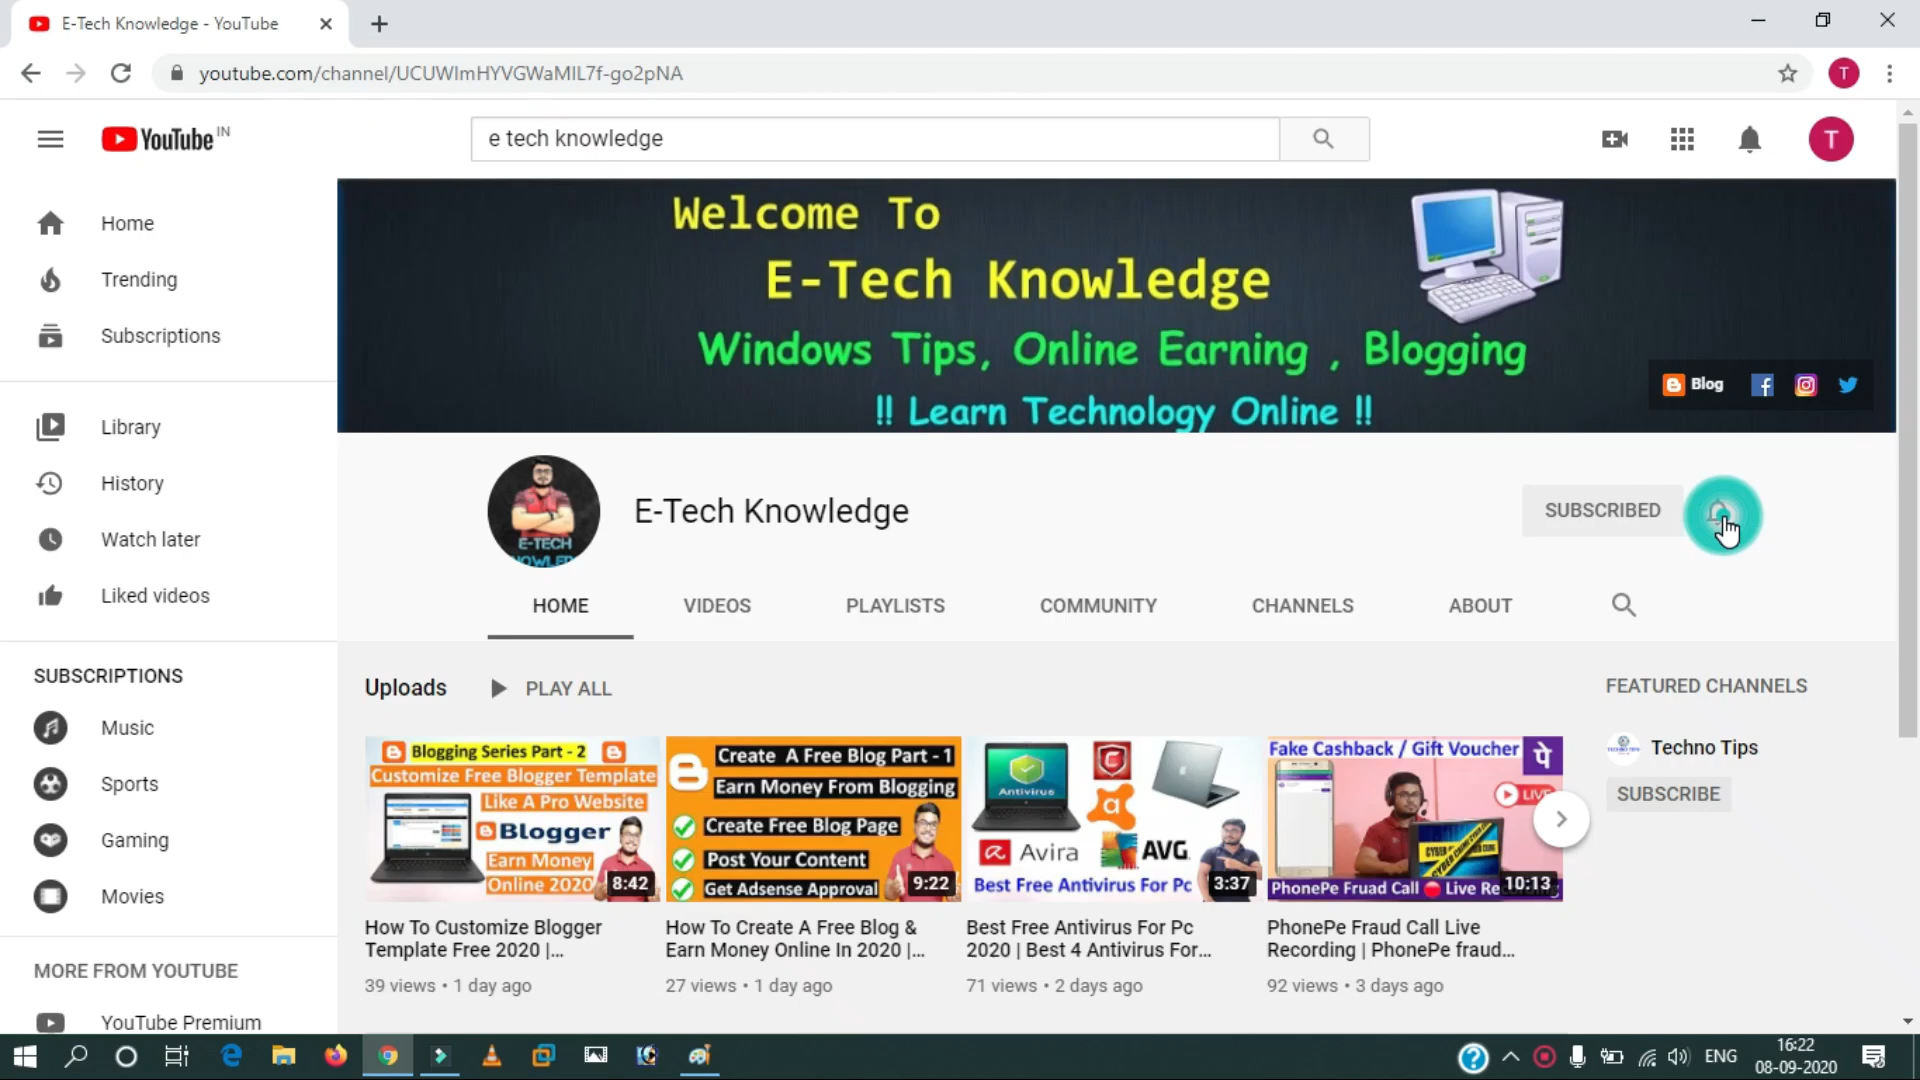 E-Tech Knowledge - YouTube
youtube.com/channel/UCUWImHYVGWaMIL7f-go2pNA
T
YouTube IN
e tech knowledge
T
Home
Trending
Subscriptions
Library
History
Watch later
Liked videos
SUBSCRIPTIONS
Music
Sports
Gaming
Movies
MORE FROM YOUTUBE
YouTube Premium
Welcome To
E-Tech Knowledge
Windows Tips, Online Earning , Blogging
!! Learn Technology Online !!
Blog
E-TECH
E-Tech Knowledge
SUBSCRIBED
HOME
VIDEOS
PLAYLISTS
COMMUNITY
CHANNELS
ABOUT
Uploads
PLAY ALL
Blogging Series Part - 2
Customize Free Blogger Template
Like A Pro Website
Blogger
Earn Money
Online 2020
8:42
How To Customize Blogger
Template Free 2020 |...
39 views • 1 day ago
Create A Free Blog Part - 1
Earn Money From Blogging
Create Free Blog Page
Post Your Content
Get Adsense Approval
9:22
How To Create A Free Blog &
Earn Money Online In 2020 |...
27 views • 1 day ago
Antivirus
Avira
AVG
Best Free Antivirus For Pc
3:37
Best Free Antivirus For Pc
2020 | Best 4 Antivirus For...
71 views • 2 days ago
Fake Cashback / Gift Voucher
पे
LIVE
PhonePe Fruad Call Live
10:13
PhonePe Fraud Call Live
Recording | PhonePe fraud...
92 views • 3 days ago
FEATURED CHANNELS
Techno Tips
SUBSCRIBE
ENG
16:22
08-09-2020